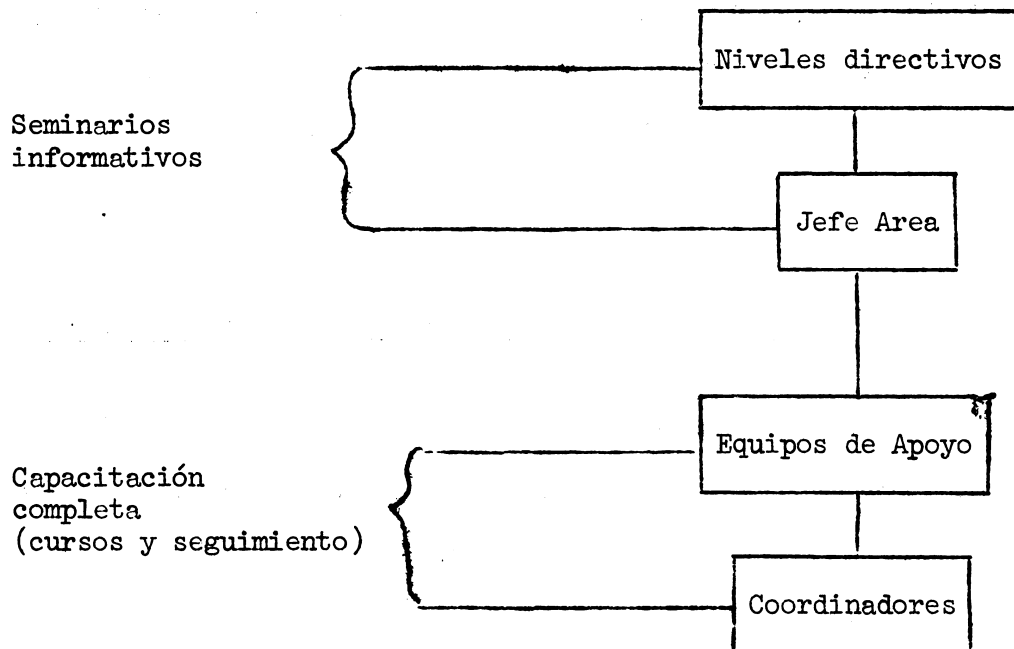 Niveles directivos
Seminarios
informativos
Jefe Area
Equipos de Apoyo
Capacitación
completa
(cursos y seguimiento)
Coordinadores